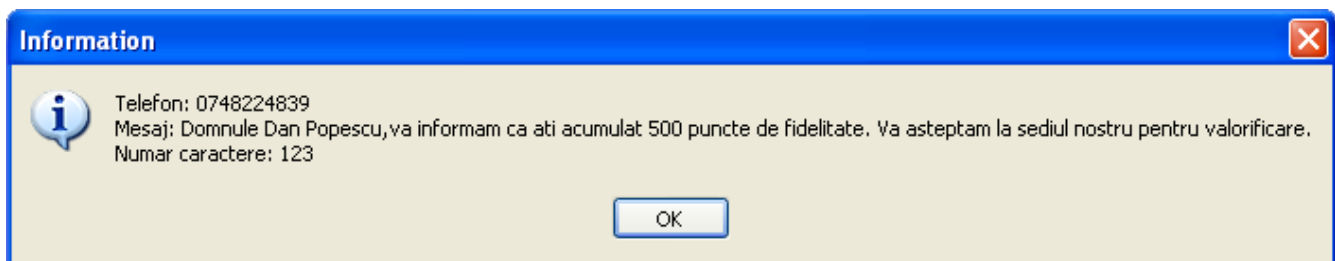 Information
Telefon: 0748224839
Mesaj: Domnule Dan Popescu,va informam ca ati acumulat 500 puncte de fidelitate. Va asteptam la sediul nostru pentru valorificare.
Numar caractere: 123
OK